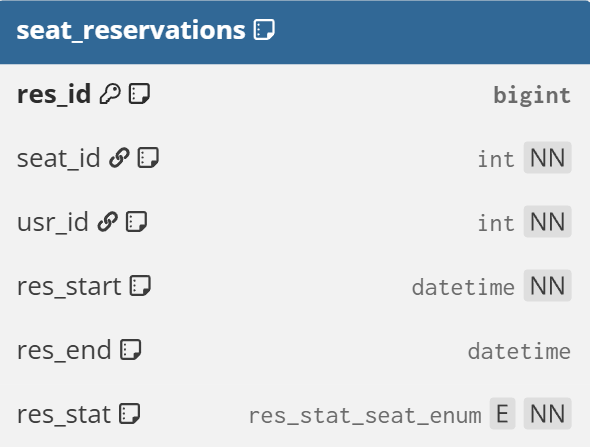 seat_reservations
res_id bigint
seat_id int NN
usr_id int NN
res_start datetime NN
res_end datetime
res_stat res_stat_seat_enum E NN